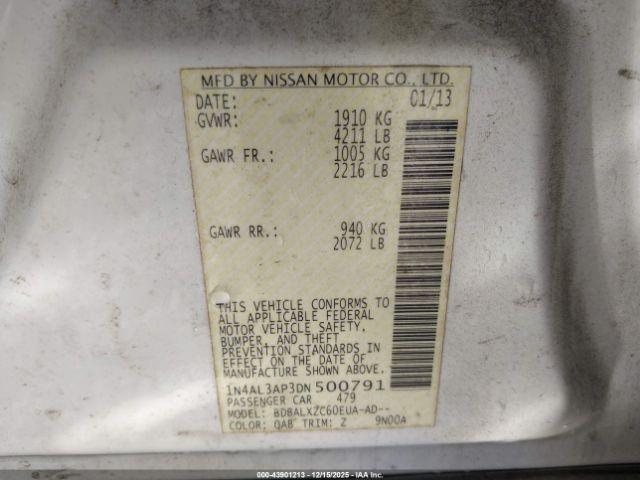 MFD BY NISSAN MOTOR CO., LTD.
DATE: 01/13
GVWR: 1910 KG
4211 LB
GAWR FR.: 1005 KG
2216 LB
GAWR RR.: 940 KG
2072 LB
THIS VEHICLE CONFORMS TO
ALL APPLICABLE FEDERAL
MOTOR VEHICLE SAFETY,
BUMPER, AND THEFT
PREVENTION STANDARDS IN
EFFECT ON THE DATE OF
MANUFACTURE SHOWN ABOVE.
1N4AL3AP3DN500791
PASSENGER CAR 479
MODEL: BDBALXZC60EUA-AD--
COLOR: QAB TRIM: Z 9N00A
000-43901213 - 12/15/2025 - IAAI.COM